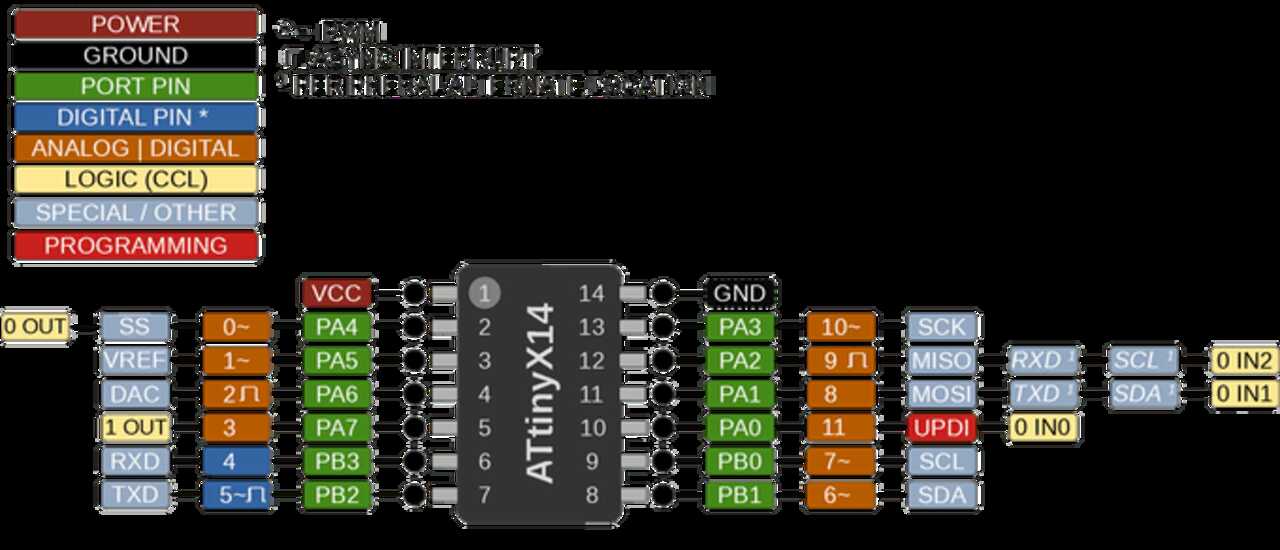 POWER
~ - PWM
GROUND
ASYNC INTERRUPT
PORT PIN
¹ PERIPHERAL ALTERNATE LOCATION
DIGITAL PIN *
ANALOG | DIGITAL
LOGIC (CCL)
SPECIAL / OTHER
PROGRAMMING
VCC 1 14 GND
0 OUT SS 0~ PA4 2 13 PA3 10~ SCK
VREF 1~ PA5 3 12 PA2 9 MISO RXD ¹ SCL ¹ 0 IN2
DAC 2 PA6 4 11 PA1 8 MOSI TXD ¹ SDA ¹ 0 IN1
1 OUT 3 PA7 5 10 PA0 11 UPDI 0 IN0
RXD 4 PB3 6 9 PB0 7~ SCL
TXD 5~ PB2 7 8 PB1 6~ SDA
ATtinyX14